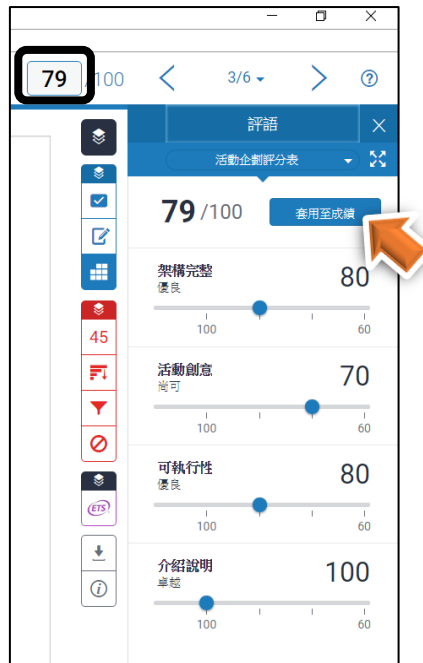 79 /100
3/6
評語
活動企劃評分表
79 /100
套用至成績
架構完整
80
優良
100
60
活動創意
70
尚可
100
60
可執行性
80
優良
100
60
介紹說明
100
卓越
100
60
45
ETS